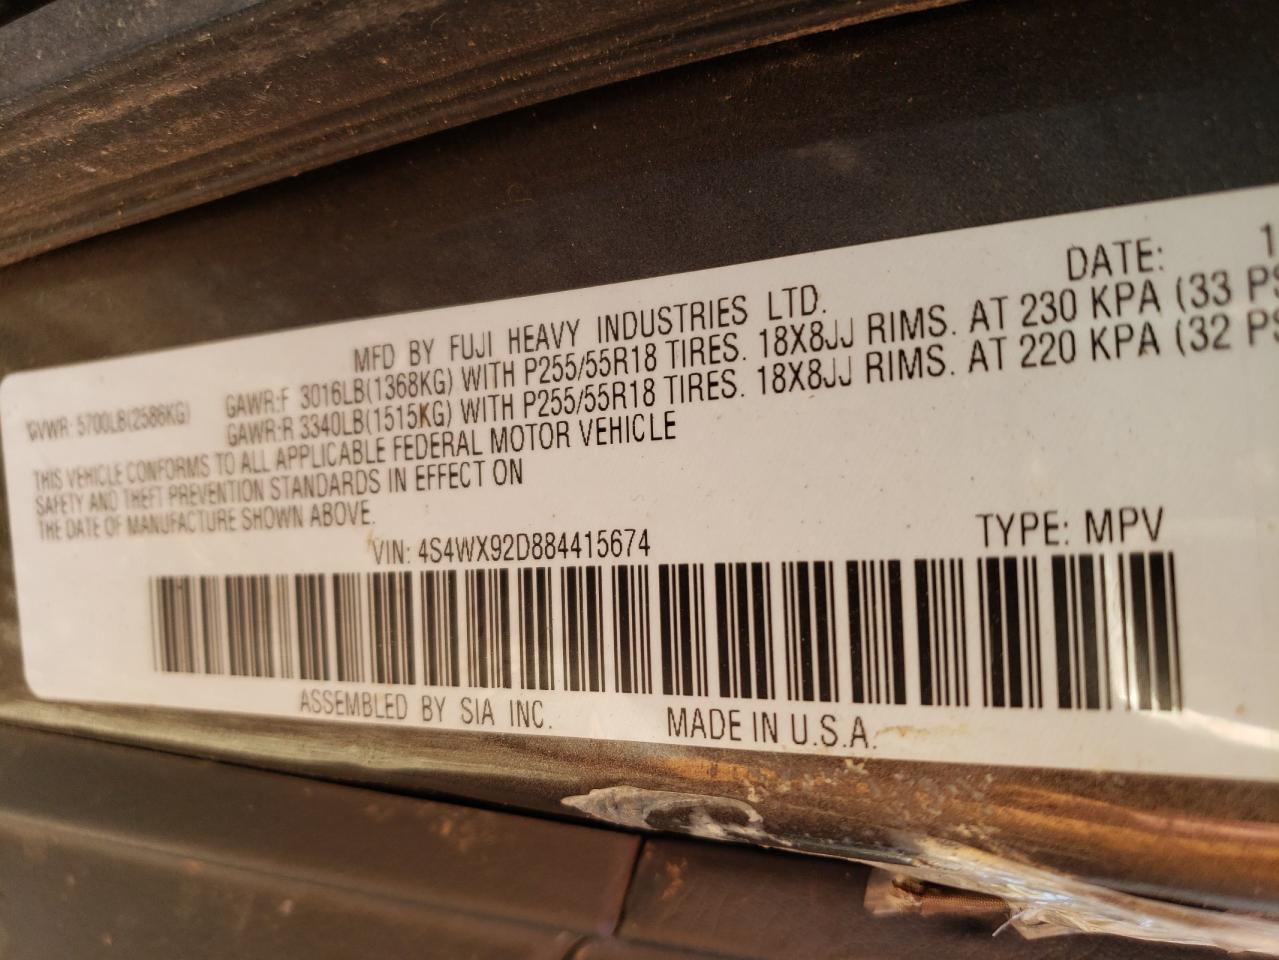 DATE: 1
MFD BY FUJI HEAVY INDUSTRIES LTD.
GVWR: 5700LB(2586KG) GAWR:F 3016LB(1368KG) WITH P255/55R18 TIRES. 18X8JJ RIMS. AT 230 KPA (33 PS
GAWR:R 3340LB(1515KG) WITH P255/55R18 TIRES. 18X8JJ RIMS. AT 220 KPA (32 PS
THIS VEHICLE CONFORMS TO ALL APPLICABLE FEDERAL MOTOR VEHICLE
SAFETY AND THEFT PREVENTION STANDARDS IN EFFECT ON
THE DATE OF MANUFACTURE SHOWN ABOVE.
VIN: 4S4WX92D884415674 TYPE: MPV
ASSEMBLED BY SIA INC. MADE IN U.S.A.